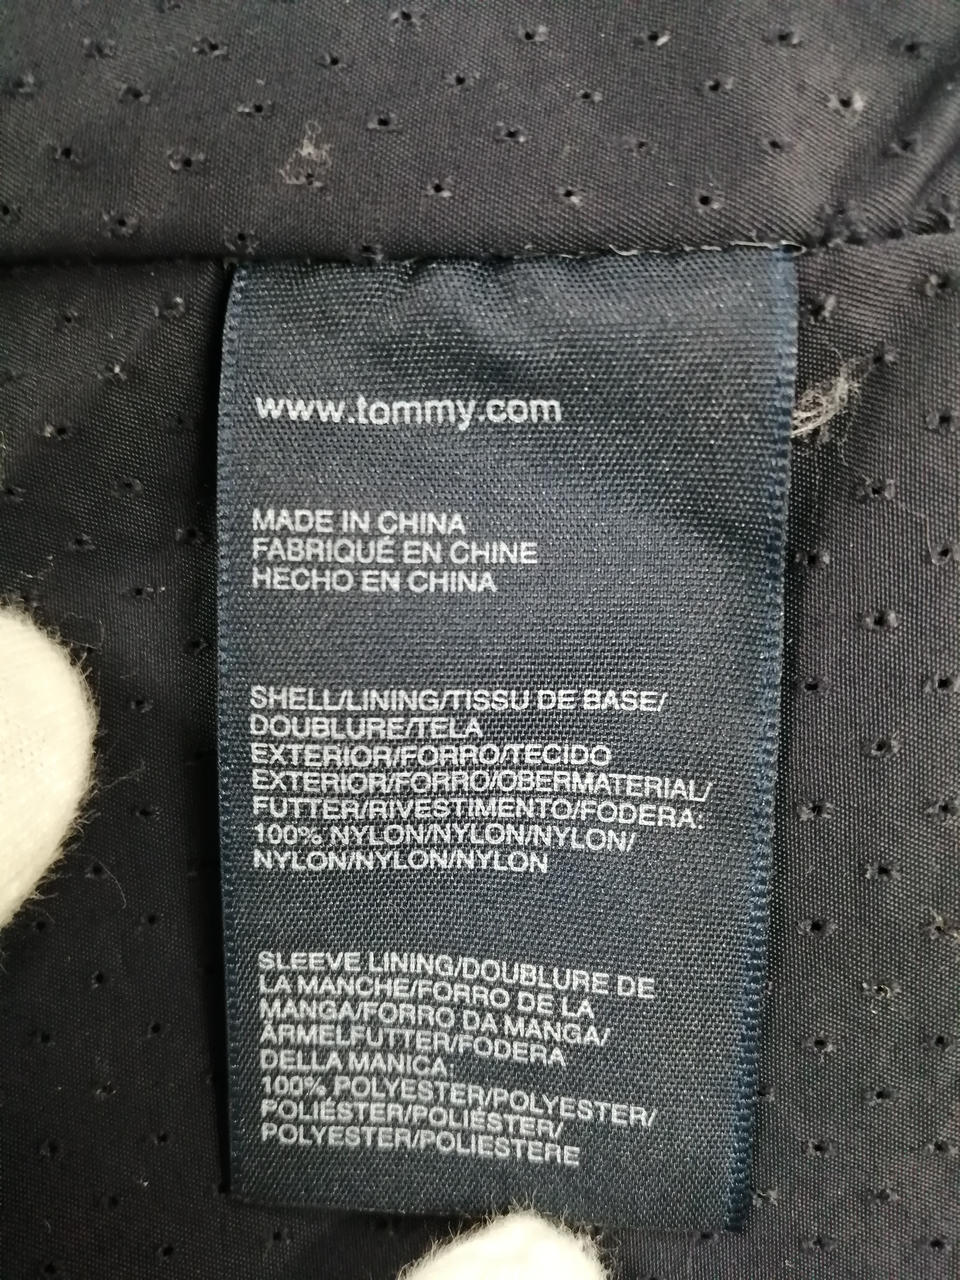 www.tommy.com
MADE IN CHINA
FABRIQUÉ EN CHINE
HECHO EN CHINA
SHELL/LINING/TISSU DE BASE/
DOUBLURE/TELA
EXTERIOR/FORRO/TECIDO
EXTERIOR/FORRO/OBERMATERIAL/
FUTTER/RIVESTIMENTO/FODERA:
100% NYLON/NYLON/NYLON/
NYLON/NYLON/NYLON
SLEEVE LINING/DOUBLURE DE
LA MANCHE/FORRO DE LA
MANGA/FORRO DA MANGA/
ÄRMELFUTTER/FODERA
DELLA MANICA:
100% POLYESTER/POLYESTER/
POLIÉSTER/POLIÉSTER/
POLYESTER/POLIESTERE